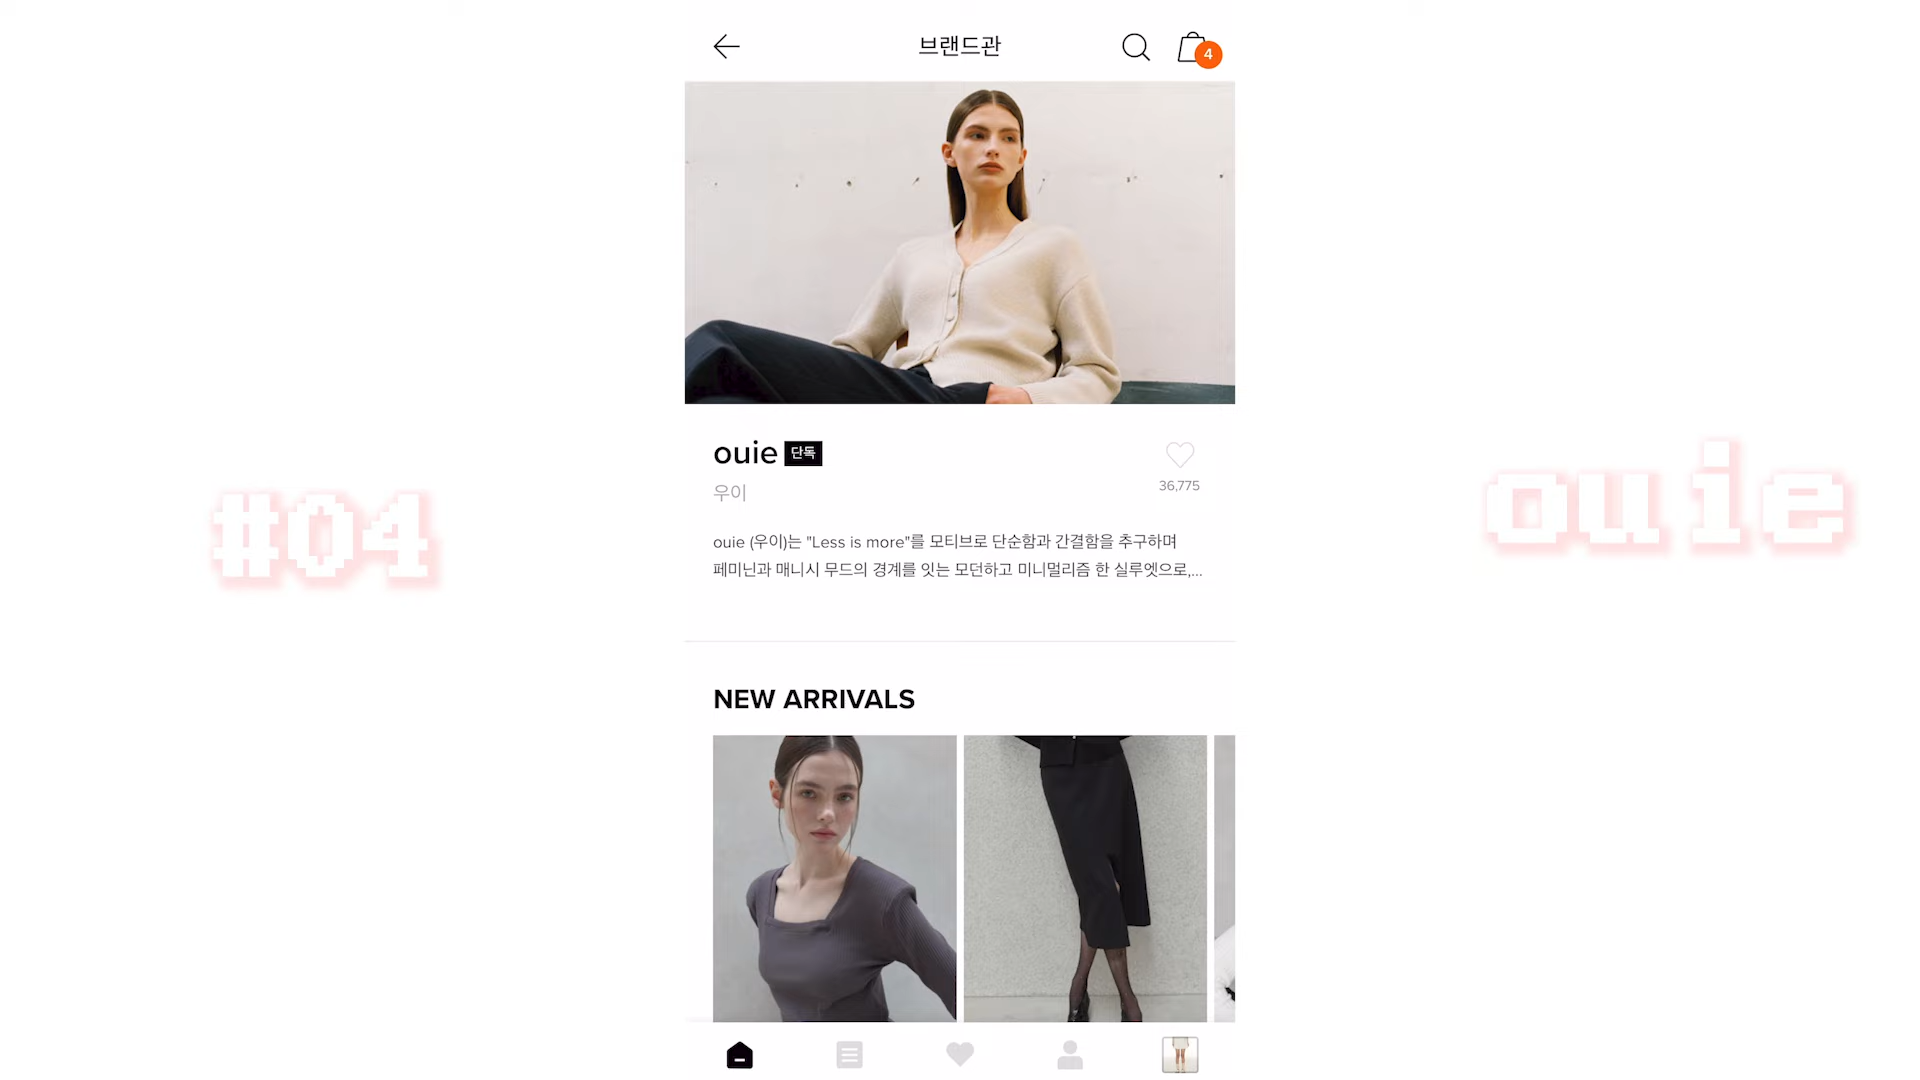 브랜드관
4
ouie 단독
우이
36,775
ouie (우이)는 "Less is more"를 모티브로 단순함과 간결함을 추구하며
페미닌과 매니시 무드의 경계를 잇는 모던하고 미니멀리즘 한 실루엣으로,...
#04
ouie
NEW ARRIVALS